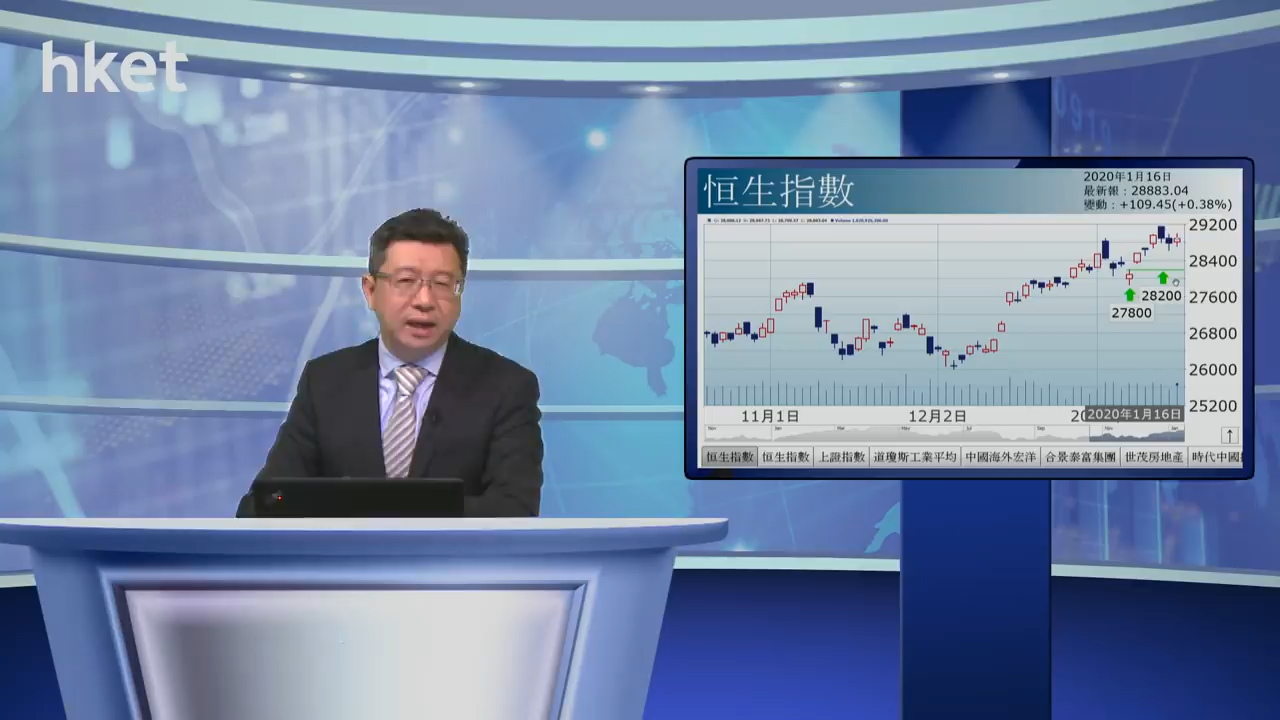 hket
恒生指數
2020年1月16日
最新報：28883.04
變動：+109.45(+0.38%)
29200
28400
28200
27600
27800
26800
26000
25200
11月1日
12月2日
20
2020年1月16日
恒生指數
恒生指數
上證指數
道瓊斯工業平均
中國海外宏洋
合景泰富集團
世茂房地產
時代中國